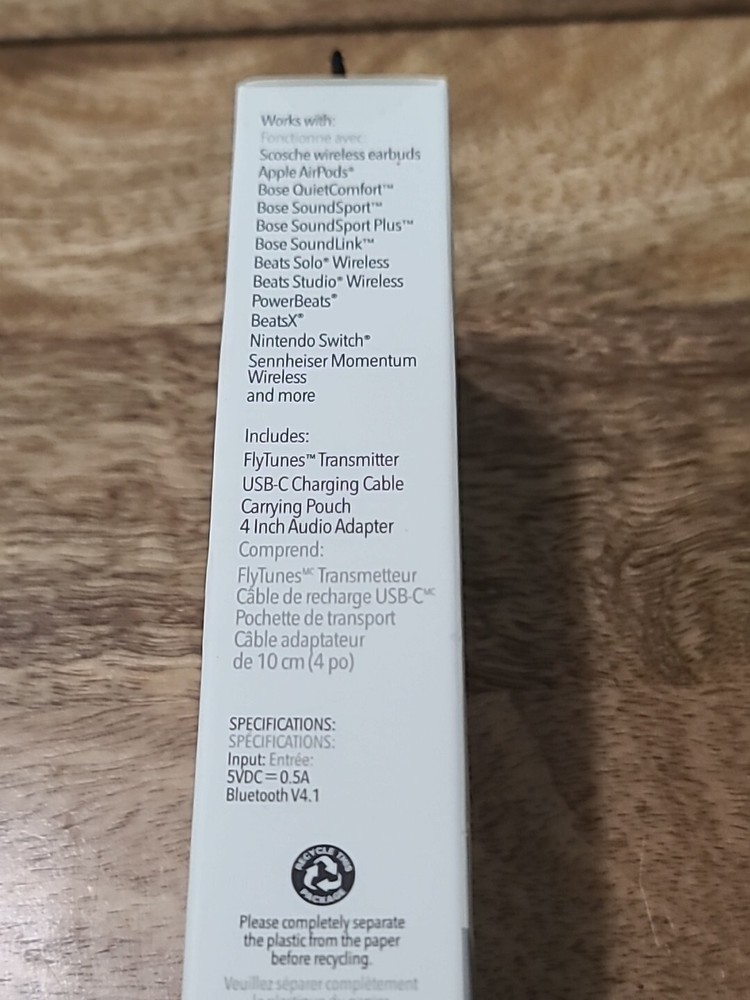 Works with:
Fonctionne avec:
Scosche wireless earbuds
Apple AirPods®
Bose QuietComfort™
Bose SoundSport™
Bose SoundSport Plus™
Bose SoundLink™
Beats Solo® Wireless
Beats Studio® Wireless
PowerBeats®
BeatsX®
Nintendo Switch®
Sennheiser Momentum
Wireless
and more
Includes:
FlyTunes™ Transmitter
USB-C Charging Cable
Carrying Pouch
4 Inch Audio Adapter
Comprend:
FlyTunesᴹᶜ Transmetteur
Câble de recharge USB-Cᴹᶜ
Pochette de transport
Câble adaptateur
de 10 cm (4 po)
SPECIFICATIONS:
SPÉCIFICATIONS:
Input: Entrée:
5VDC⎓0.5A
Bluetooth V4.1
RECYCLE THIS
PACKAGE
Please completely separate
the plastic from the paper
before recycling.
Veuillez séparer complètement